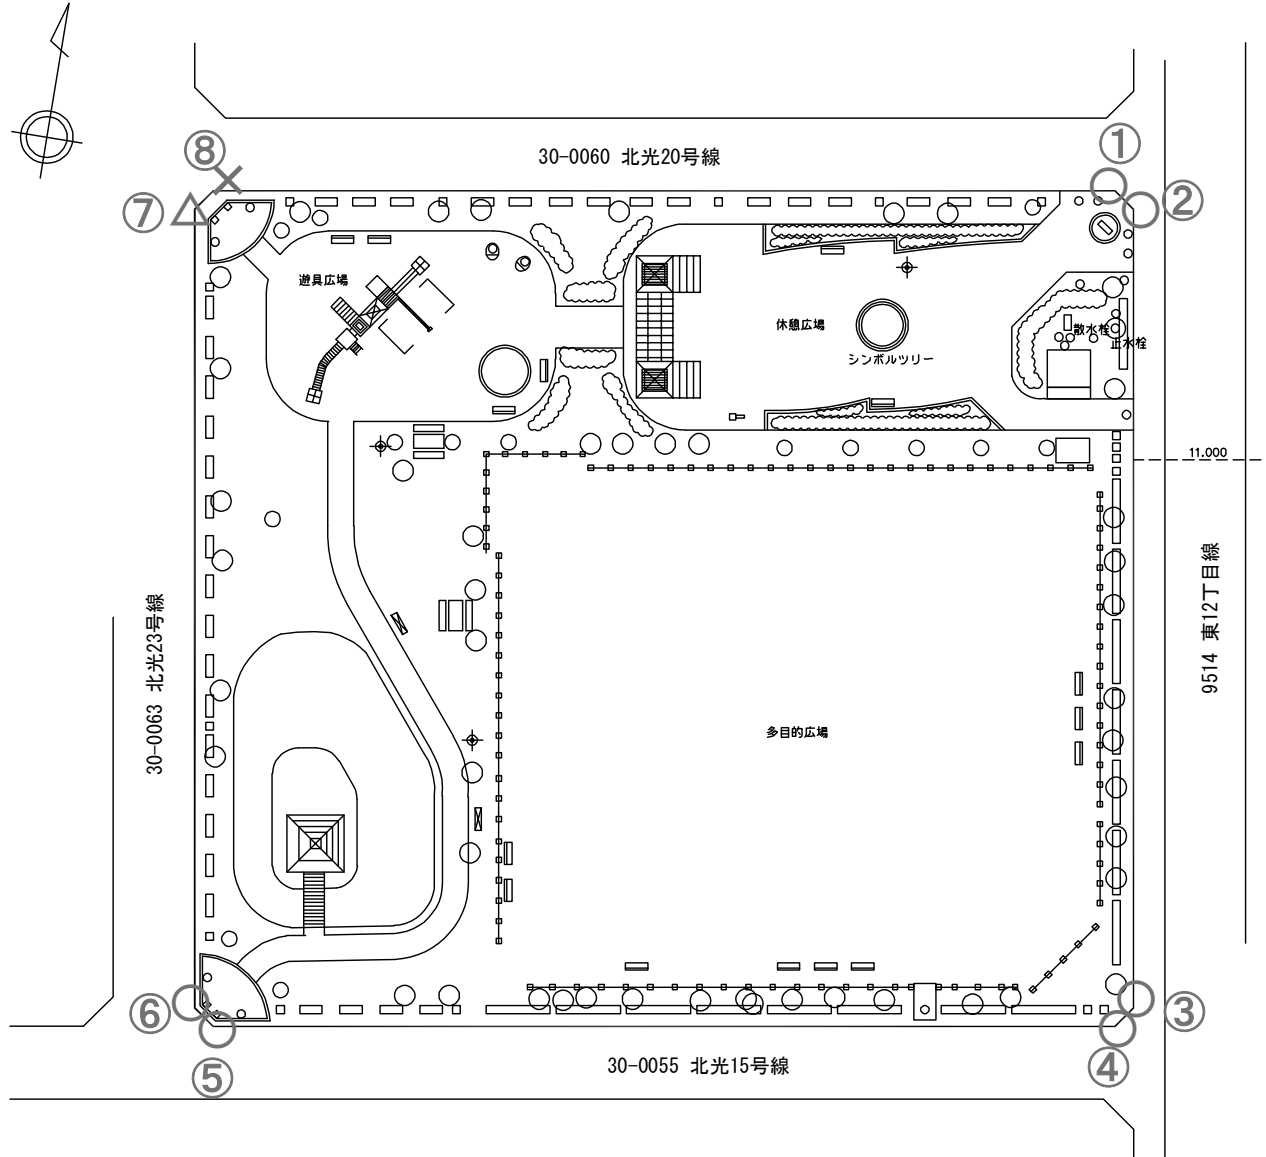 ①
⑧
30-0060 北光20号線
⑦
②
遊具広場
休憩広場
散水栓
止水栓
シンボルツリー
11.000
9514 東12丁目線
30-0063 北光23号線
多目的広場
⑥
③
⑤
④
30-0055 北光15号線